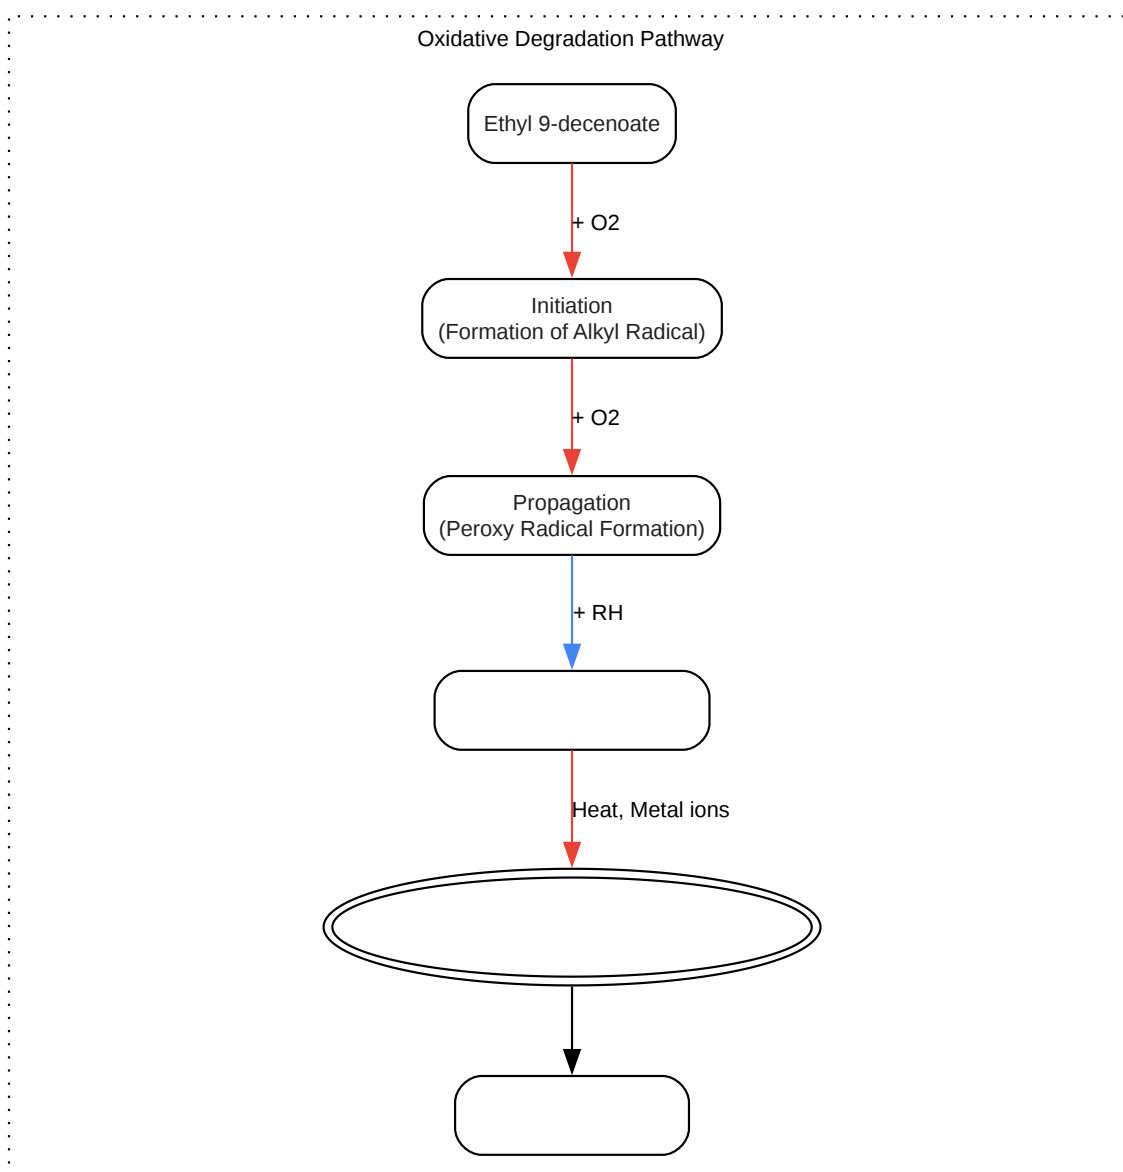 Oxidative Degradation Pathway
Ethyl 9-decenoate
+ O2
Initiation
(Formation of Alkyl Radical)
+ O2
Propagation
(Peroxy Radical Formation)
+ RH
Heat, Metal ions